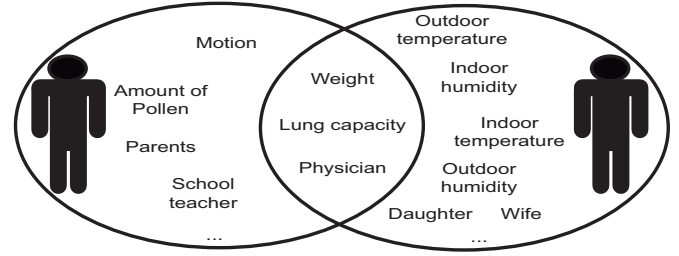 Motion
Amount of
Pollen
Parents
School
teacher
...
Weight
Lung capacity
Physician
Outdoor
temperature
Indoor
humidity
Indoor
temperature
Outdoor
humidity
Daughter Wife
...